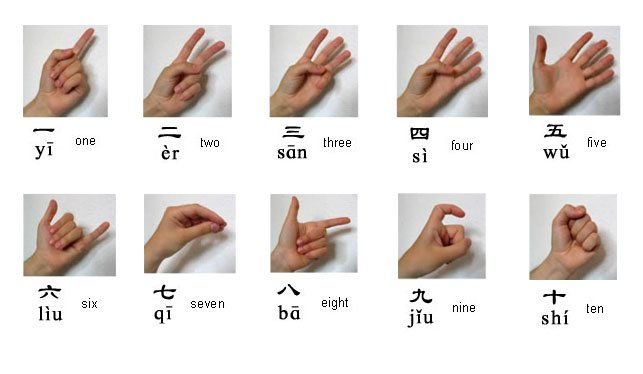 一 二 三 四 五
yī one èr two sān three sì four wǔ five
六 七 八 九 十
lìu six qī seven bā eight jǐu nine shí ten